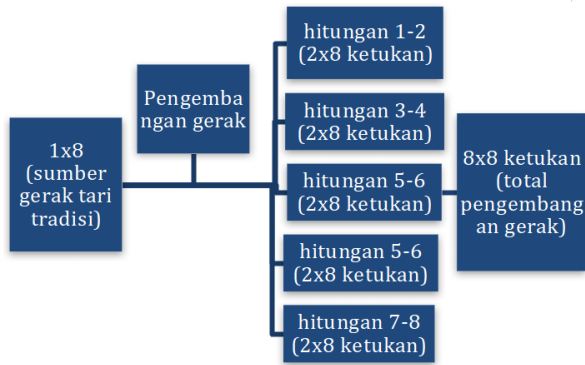 1x8
(sumber
gerak tari
tradisi)
Pengemba
ngan gerak
hitungan 1-2
(2x8 ketukan)
hitungan 3-4
(2x8 ketukan)
hitungan 5-6
(2x8 ketukan)
hitungan 5-6
(2x8 ketukan)
hitungan 7-8
(2x8 ketukan)
8x8 ketukan
(total
pengembang
an gerak)